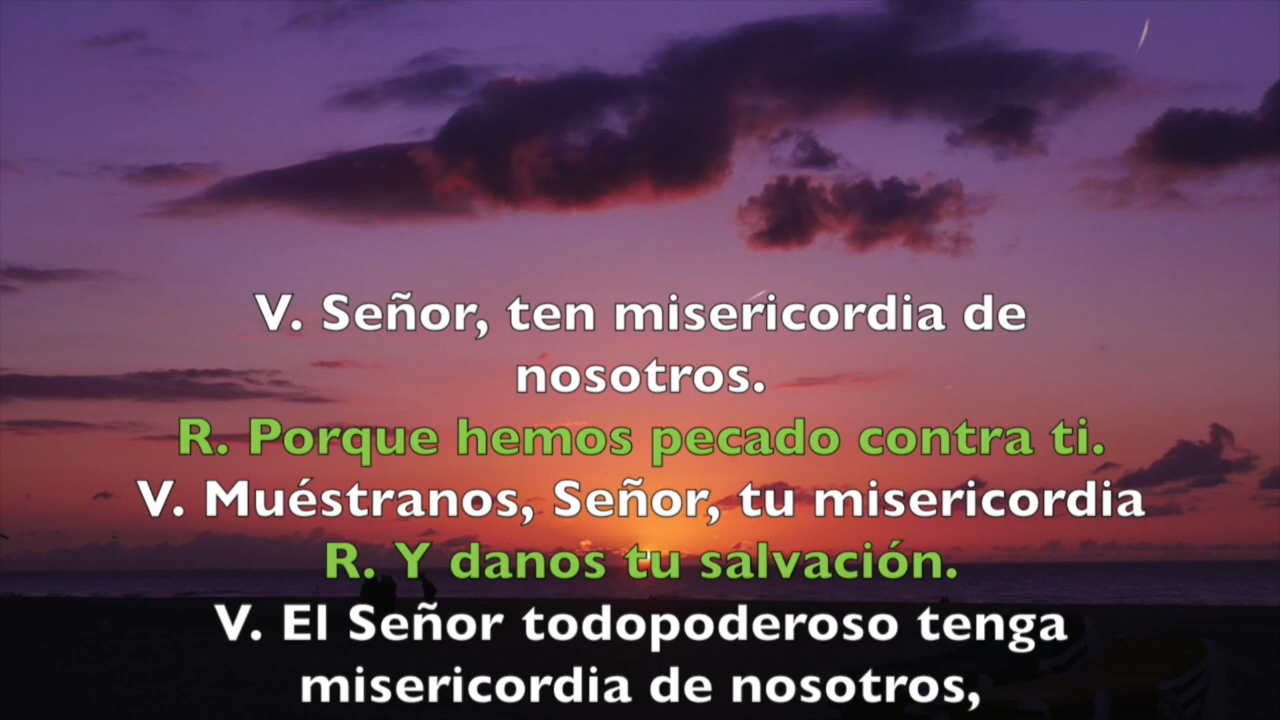 V. Señor, ten misericordia de
nosotros.
R. Porque hemos pecado contra ti.
V. Muéstranos, Señor, tu misericordia
R. Y danos tu salvación.
V. El Señor todopoderoso tenga
misericordia de nosotros,